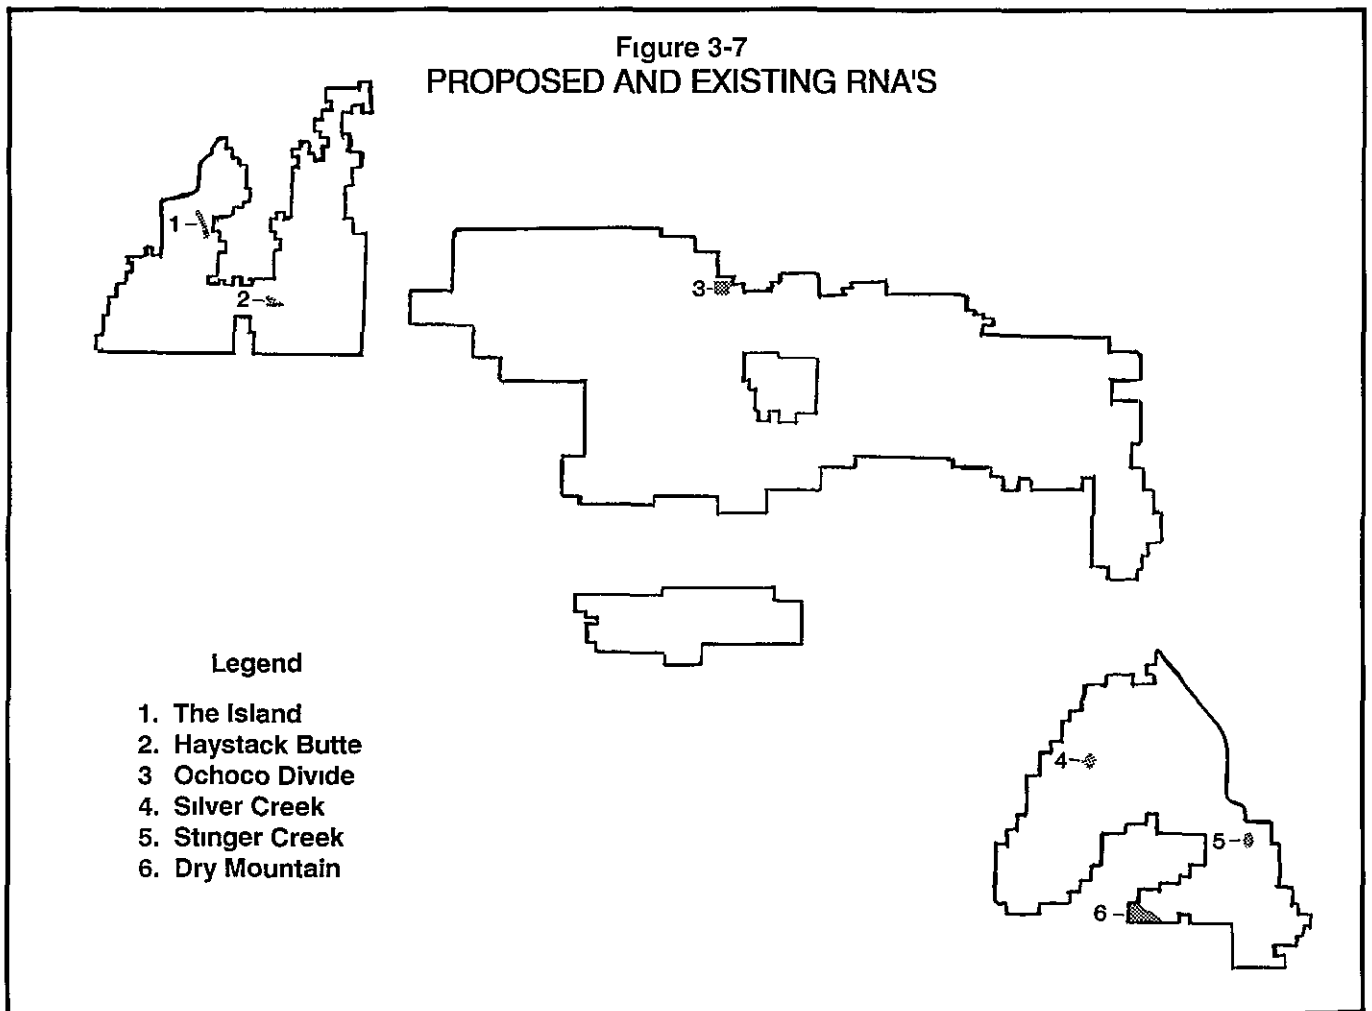 Figure 3-7
PROPOSED AND EXISTING RNA'S
1
2
3
4
5
6
Legend
1. The Island
2. Haystack Butte
3 Ochoco Divide
4. Silver Creek
5. Stinger Creek
6. Dry Mountain